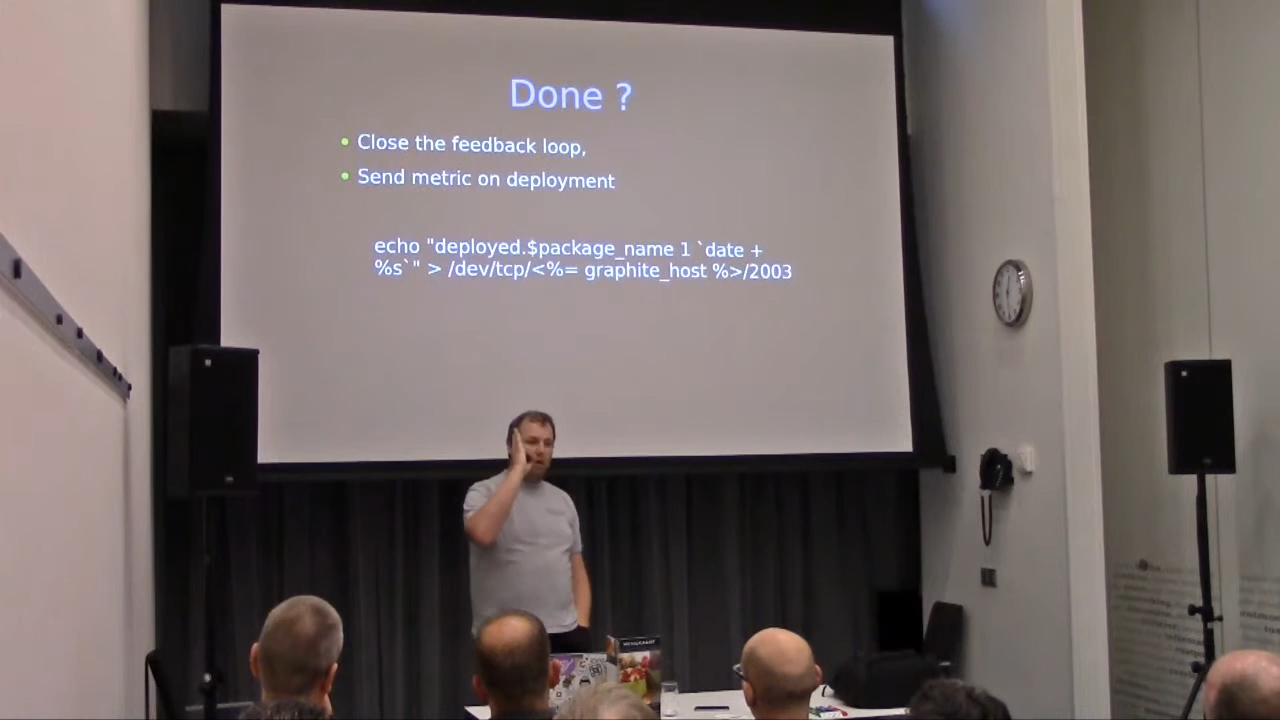 Done ?
Close the feedback loop,
Send metric on deployment
echo "deployed.$package_name 1 `date +
%s`" > /dev/tcp/<%= graphite_host %>/2003